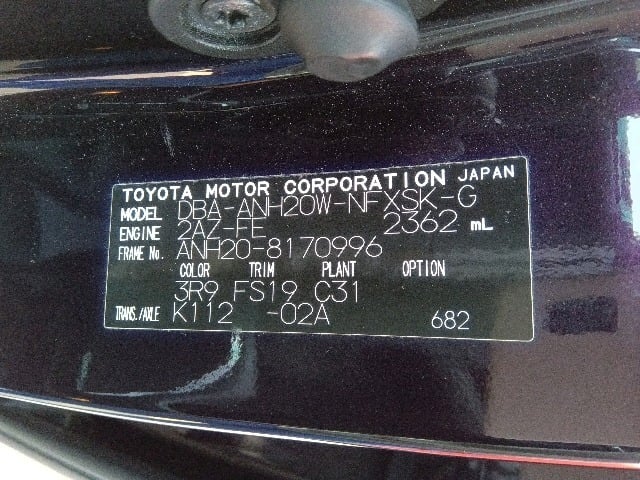 TOYOTA MOTOR CORPORATION JAPAN
MODEL DBA-ANH20W-NFXSK-G
ENGINE 2AZ-FE 2362 mL
FRAME No. ANH20-8170996
COLOR TRIM PLANT OPTION
3R9 FS19 C31
TRANS./AXLE K112 -02A 682